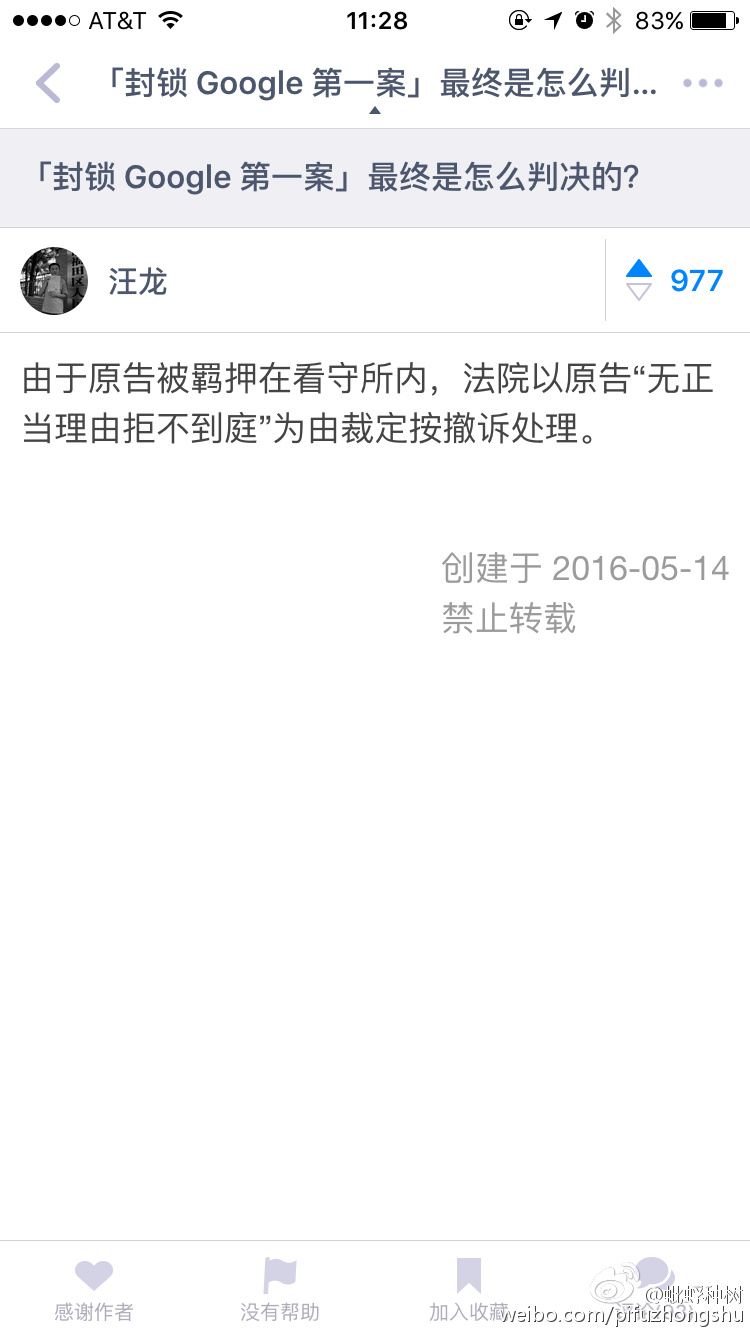 AT&T 11:28 83%
「封锁 Google 第一案」最终是怎么判...
「封锁 Google 第一案」最终是怎么判决的?
汪龙 977
由于原告被羁押在看守所内，法院以原告“无正
当理由拒不到庭”为由裁定按撤诉处理。
创建于 2016-05-14
禁止转载
感谢作者 没有帮助 加入收藏
@蚍蜉种树
weibo.com/pifuzhongshu